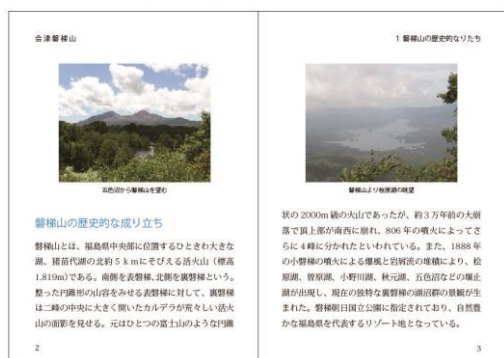 会津磐梯山
五色沼から磐梯山を望む
磐梯山の歴史的な成り立ち
磐梯山とは、福島県中央部に位置するひときわ大きな
湖、猪苗代湖の北約5kmにそびえる活火山（標高
1,819m）である。南側を表磐梯、北側を裏磐梯という。
整った円錐形の山容をみせる表磐梯に対して、裏磐梯
は二峰の中央に大きく開いたカルデラが荒々しい活火
山の面影を見せる。元はひとつの富士山のような円錐
2
1 磐梯山の歴史的なりたち
磐梯山より桧原湖の眺望
状の2000m級の火山であったが、約3万年前の大崩
落で頂上部が南西に崩れ、806年の噴火によってさ
らに4峰に分かれたといわれている。また、1888年
の小磐梯の噴火による爆風と岩屑流の堆積により、桧
原湖、曽原湖、小野川湖、秋元湖、五色沼などの堰止
湖が出現し、現在の独特な裏磐梯の湖沼群の景観が生
まれた。磐梯朝日国立公園に指定されており、自然豊
かな福島県を代表するリゾート地となっている。
3